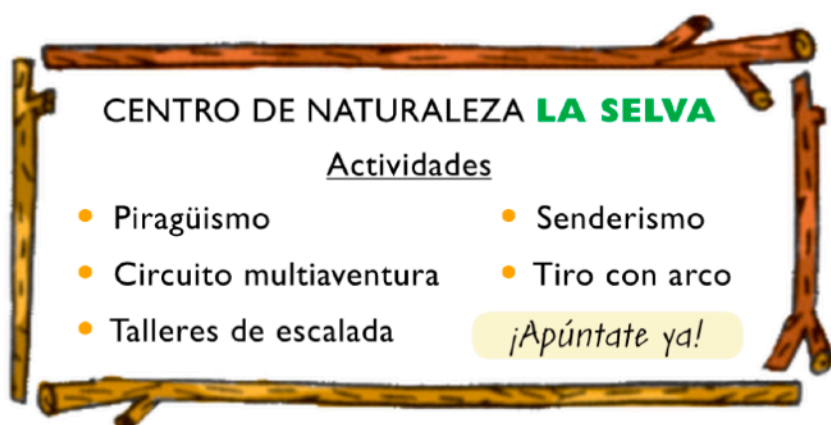 CENTRO DE NATURALEZA LA SELVA
Actividades
• Piragüismo
• Circuito multiaventura
• Talleres de escalada
• Senderismo
• Tiro con arco
¡Apúntate ya!